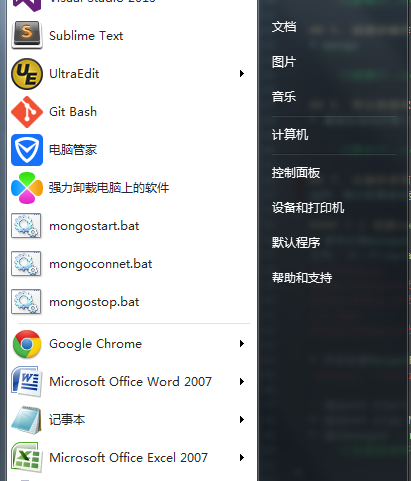 Visual Studio 2013
Sublime Text
UltraEdit
Git Bash
电脑管家
强力卸载电脑上的软件
mongostart.bat
mongoconnet.bat
mongostop.bat
Google Chrome
Microsoft Office Word 2007
记事本
Microsoft Office Excel 2007
文档
图片
音乐
计算机
控制面板
设备和打印机
默认程序
帮助和支持